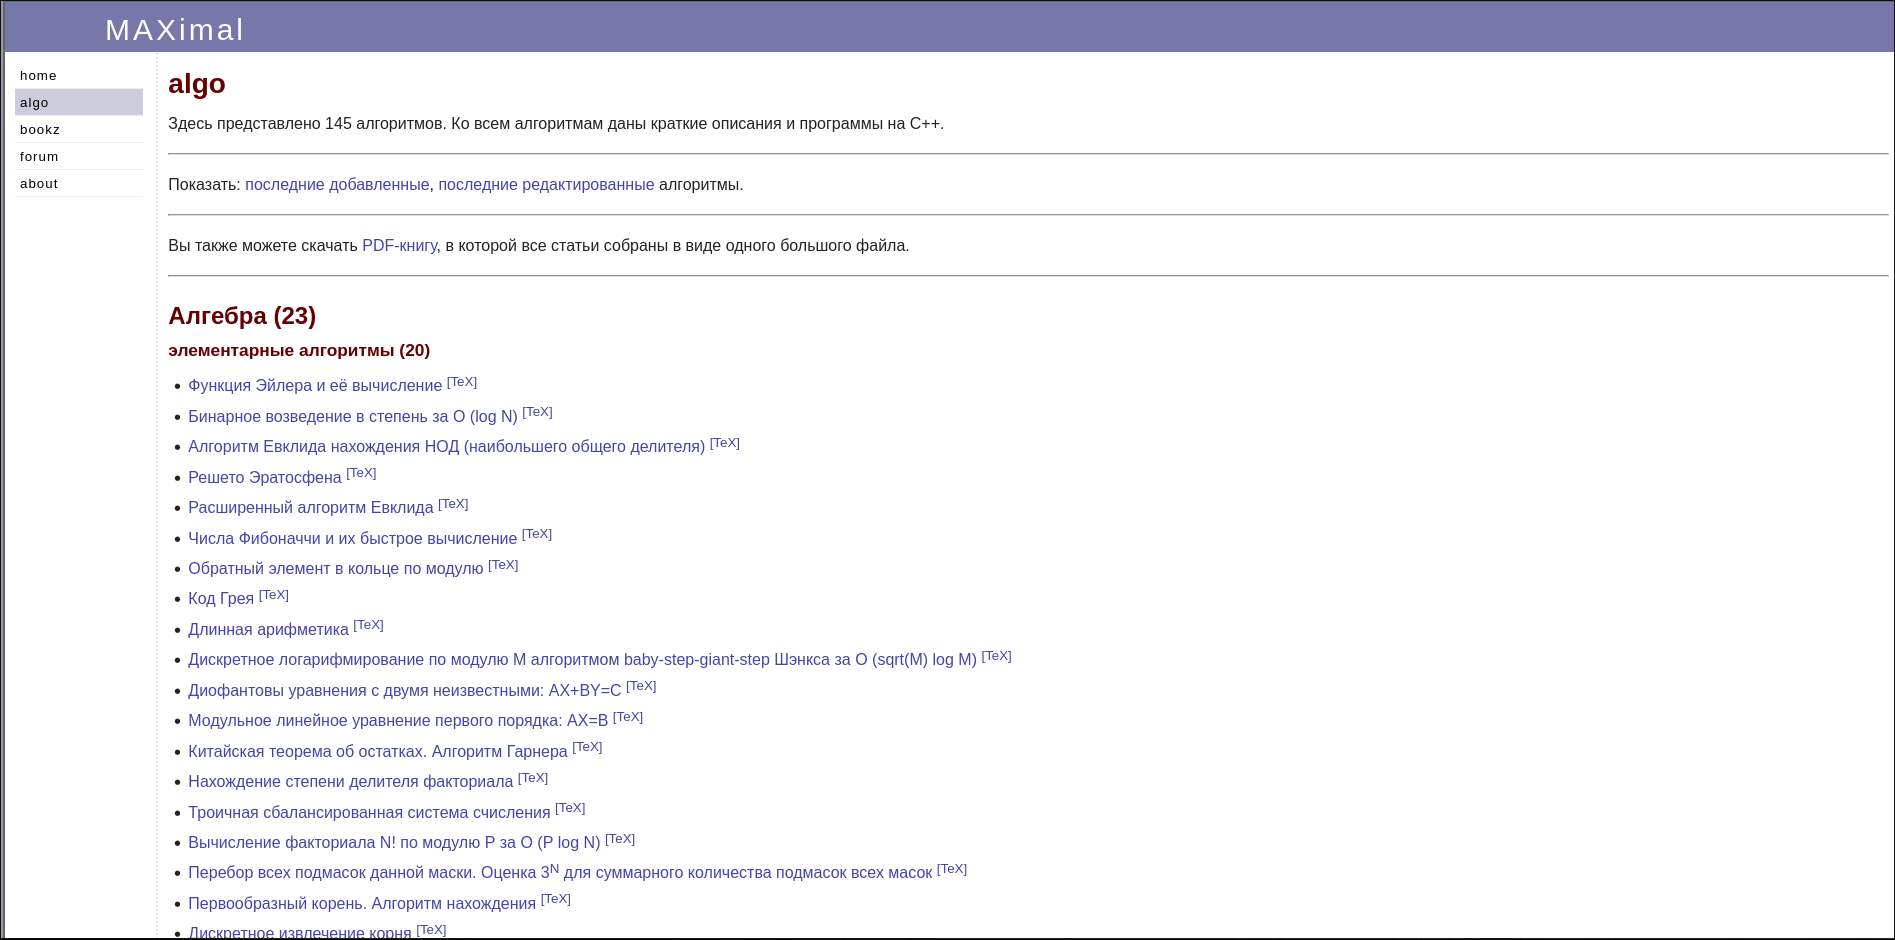 MAXimal
home
algo
bookz
forum
about
algo
Здесь представлено 145 алгоритмов. Ко всем алгоритмам даны краткие описания и программы на C++.
Показать: последние добавленные, последние редактированные алгоритмы.
Вы также можете скачать PDF-книгу, в которой все статьи собраны в виде одного большого файла.
Алгебра (23)
элементарные алгоритмы (20)
• Функция Эйлера и её вычисление [TeX]
• Бинарное возведение в степень за O (log N) [TeX]
• Алгоритм Евклида нахождения НОД (наибольшего общего делителя) [TeX]
• Решето Эратосфена [TeX]
• Расширенный алгоритм Евклида [TeX]
• Числа Фибоначчи и их быстрое вычисление [TeX]
• Обратный элемент в кольце по модулю [TeX]
• Код Грея [TeX]
• Длинная арифметика [TeX]
• Дискретное логарифмирование по модулю M алгоритмом baby-step-giant-step Шэнкса за O (sqrt(M) log M) [TeX]
• Диофантовы уравнения с двумя неизвестными: AX+BY=C [TeX]
• Модульное линейное уравнение первого порядка: AX=B [TeX]
• Китайская теорема об остатках. Алгоритм Гарнера [TeX]
• Нахождение степени делителя факториала [TeX]
• Троичная сбалансированная система счисления [TeX]
• Вычисление факториала N! по модулю P за O (P log N) [TeX]
• Перебор всех подмасок данной маски. Оценка 3^N для суммарного количества подмасок всех масок [TeX]
• Первообразный корень. Алгоритм нахождения [TeX]
• Дискретное извлечение корня [TeX]